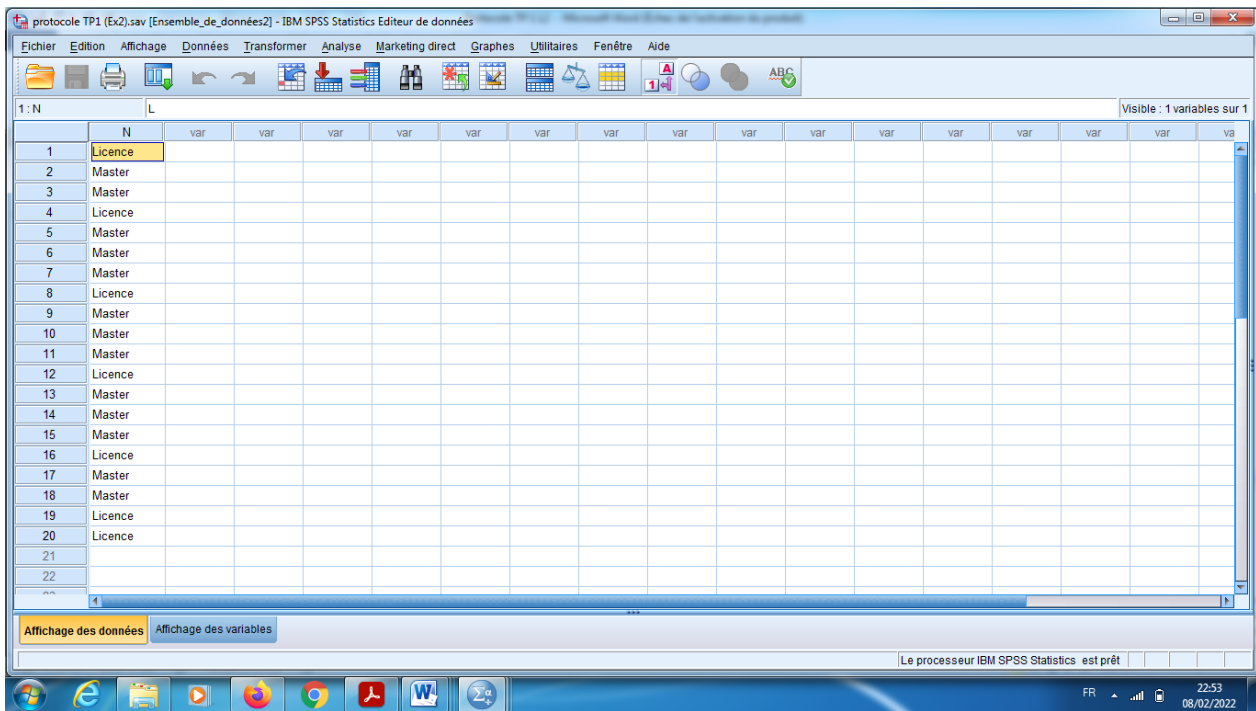 protocole TP1 (Ex2).sav [Ensemble_de_données2] - IBM SPSS Statistics Editeur de données
Fichier Edition Affichage Données Transformer Analyse Marketing direct Graphes Utilitaires Fenêtre Aide
1 : N L Visible : 1 variables sur 1
N var var var var var var var var var var var var var var va
1 Licence
2 Master
3 Master
4 Licence
5 Master
6 Master
7 Master
8 Licence
9 Master
10 Master
11 Master
12 Licence
13 Master
14 Master
15 Master
16 Licence
17 Master
18 Master
19 Licence
20 Licence
21
22
Affichage des données Affichage des variables
Le processeur IBM SPSS Statistics est prêt
FR 22:53
08/02/2022